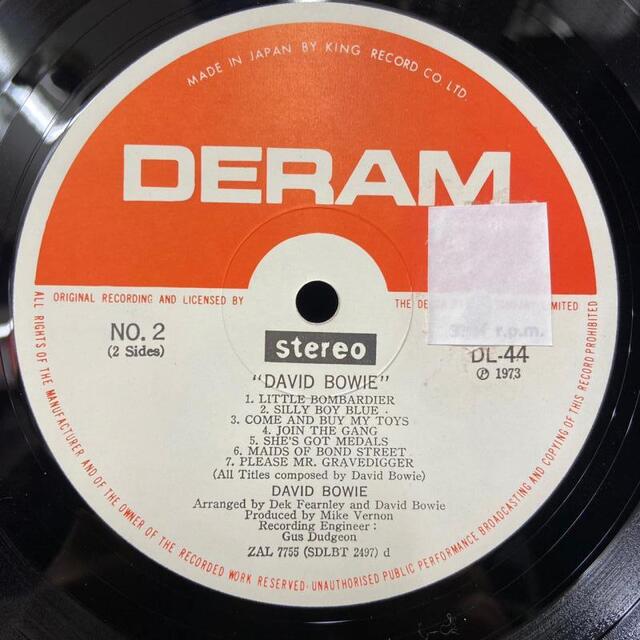 MADE IN JAPAN BY KING RECORD CO. LTD.
DERAM
ORIGINAL RECORDING AND LICENSED BY THE LIMITED
NO. 2
(2 Sides)
stereo
r.p.m.
DL-44
Ⓟ 1973
"DAVID BOWIE"
1. LITTLE BOMBARDIER
2. SILLY BOY BLUE
3. COME AND BUY MY TOYS
4. JOIN THE GANG
5. SHE'S GOT MEDALS
6. MAIDS OF BOND STREET
7. PLEASE MR. GRAVEDIGGER
(All Titles composed by David Bowie)
DAVID BOWIE
Arranged by Dek Fearnley and David Bowie
Produced by Mike Vernon
Recording Engineer:
Gus Dudgeon
ZAL 7755 (SDLBT 2497) d
ALL RIGHTS OF THE MANUFACTURER AND OF THE OWNER OF THE RECORDED WORK RESERVED·UNAUTHORISED PUBLIC PERFORMANCE BROADCASTING AND COPYING OF THIS RECORD PROHIBITED